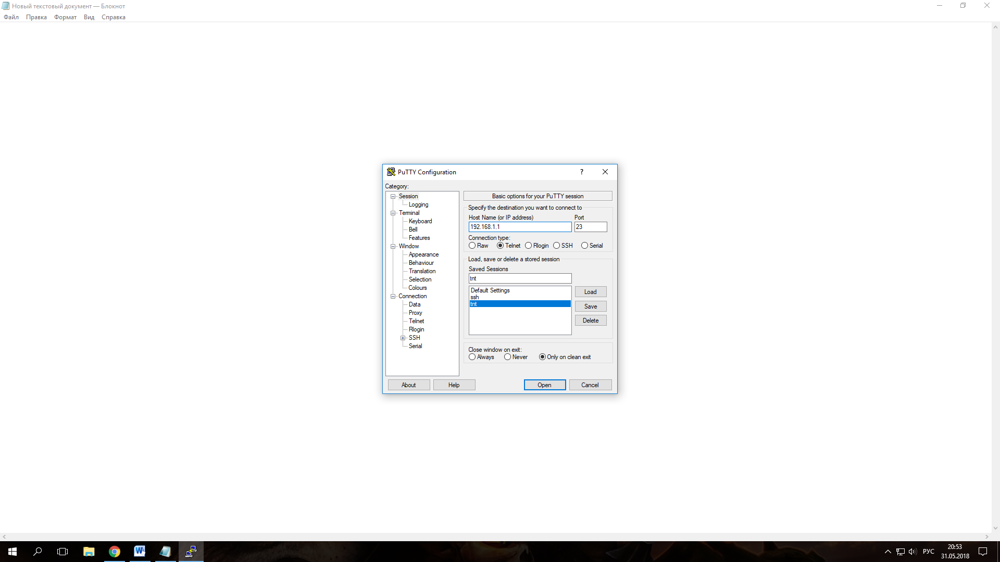 Новый текстовый документ — Блокнот
Файл Правка Формат Вид Справка
PuTTY Configuration ?
Category:
Session
Logging
Terminal
Keyboard
Bell
Features
Window
Appearance
Behaviour
Translation
Selection
Colours
Connection
Data
Proxy
Telnet
Rlogin
SSH
Serial
Basic options for your PuTTY session
Specify the destination you want to connect to
Host Name (or IP address) Port
192.168.1.1 23
Connection type:
Raw Telnet Rlogin SSH Serial
Load, save or delete a stored session
Saved Sessions
tnt
Default Settings
ssh
tnt
Load
Save
Delete
Close window on exit:
Always Never Only on clean exit
About Help Open Cancel
РУС
20:53
31.05.2018